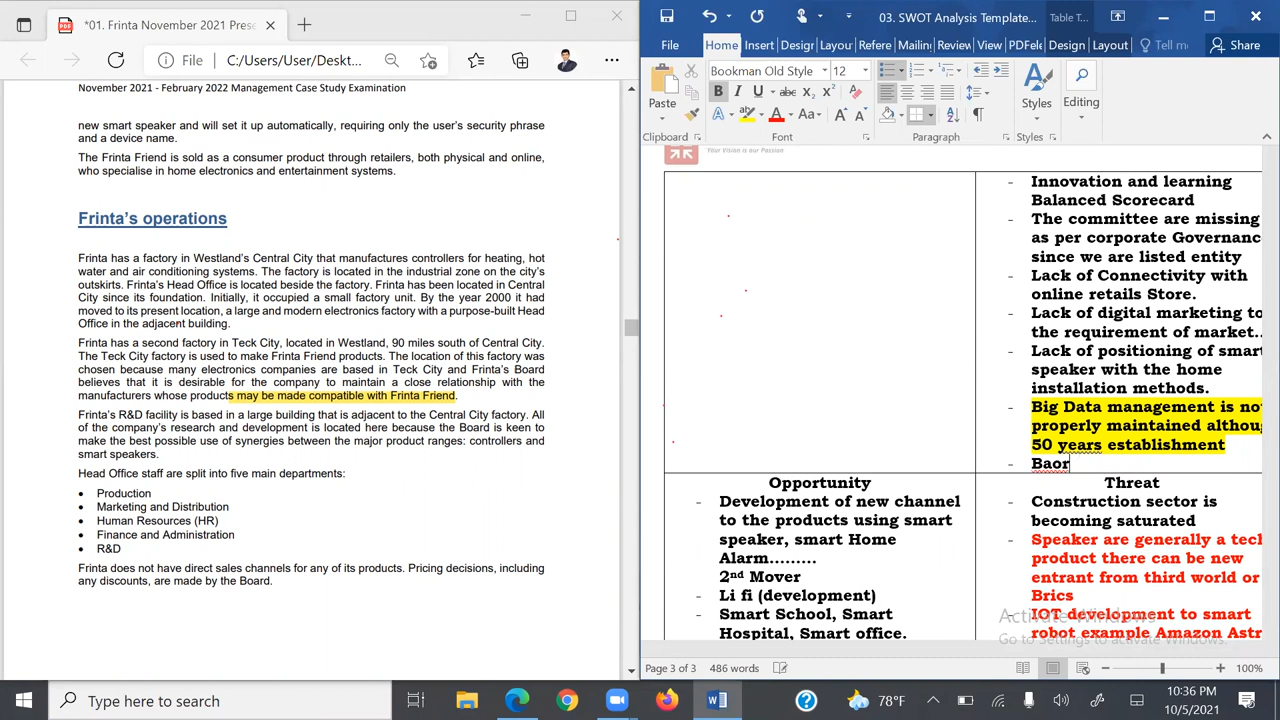 *01. Frinta November 2021 Prese
File
C:/Users/User/Deskt...
November 2021 - February 2022 Management Case Study Examination
new smart speaker and will set it up automatically, requiring only the user's security phrase
and a device name.
The Frinta Friend is sold as a consumer product through retailers, both physical and online,
who specialise in home electronics and entertainment systems.
Frinta's operations
Frinta has a factory in Westland's Central City that manufactures controllers for heating, hot
water and air conditioning systems. The factory is located in the industrial zone on the city's
outskirts. Frinta's Head Office is located beside the factory. Frinta has been located in Central
City since its foundation. Initially, it occupied a small factory unit. By the year 2000 it had
moved to its present location, a large and modern electronics factory with a purpose-built Head
Office in the adjacent building.
Frinta has a second factory in Teck City, located in Westland, 90 miles south of Central City.
The Teck City factory is used to make Frinta Friend products. The location of this factory was
chosen because many electronics companies are based in Teck City and Frinta's Board
believes that it is desirable for the company to maintain a close relationship with the
manufacturers whose products may be made compatible with Frinta Friend.
Frinta's R&D facility is based in a large building that is adjacent to the Central City factory. All
of the company's research and development is located here because the Board is keen to
make the best possible use of synergies between the major product ranges: controllers and
smart speakers.
Head Office staff are split into five main departments:
• Production
• Marketing and Distribution
• Human Resources (HR)
• Finance and Administration
• R&D
Frinta does not have direct sales channels for any of its products. Pricing decisions, including
any discounts, are made by the Board.
03. SWOT Analysis Template...
Table T...
File Home Insert Design Layou Refere Mailing Review View PDFele Design Layout Tell me Share
Bookman Old Style 12
Paste
Styles
Editing
Clipboard Font Paragraph Styles
Your Vision is our Passion
- Innovation and learning
Balanced Scorecard
- The committee are missing
as per corporate Governanc
since we are listed entity
- Lack of Connectivity with
online retails Store.
- Lack of digital marketing to
the requirement of market..
- Lack of positioning of smar
speaker with the home
installation methods.
- Big Data management is no
properly maintained althoug
50 years establishment
- Baor
Opportunity
- Development of new channel
to the products using smart
speaker, smart Home
Alarm.........
2nd Mover
- Li fi (development)
- Smart School, Smart
Hospital, Smart office.
Threat
- Construction sector is
becoming saturated
- Speaker are generally a tech
product there can be new
entrant from third world or
Brics
- IOT development to smart
robot example Amazon Astr
Activate Windows
Go to Settings to activate Windows.
Page 3 of 3 486 words
100%
Type here to search
78°F
10:36 PM
10/5/2021